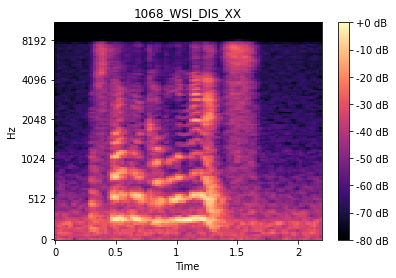 1068_WSI_DIS_XX
+0 dB
8192
-10 dB
4096
-20 dB
-30 dB
2048
Hz
-40 dB
1024
-50 dB
512
-60 dB
-70 dB
0
-80 dB
0
0.5
1
1.5
2
Time